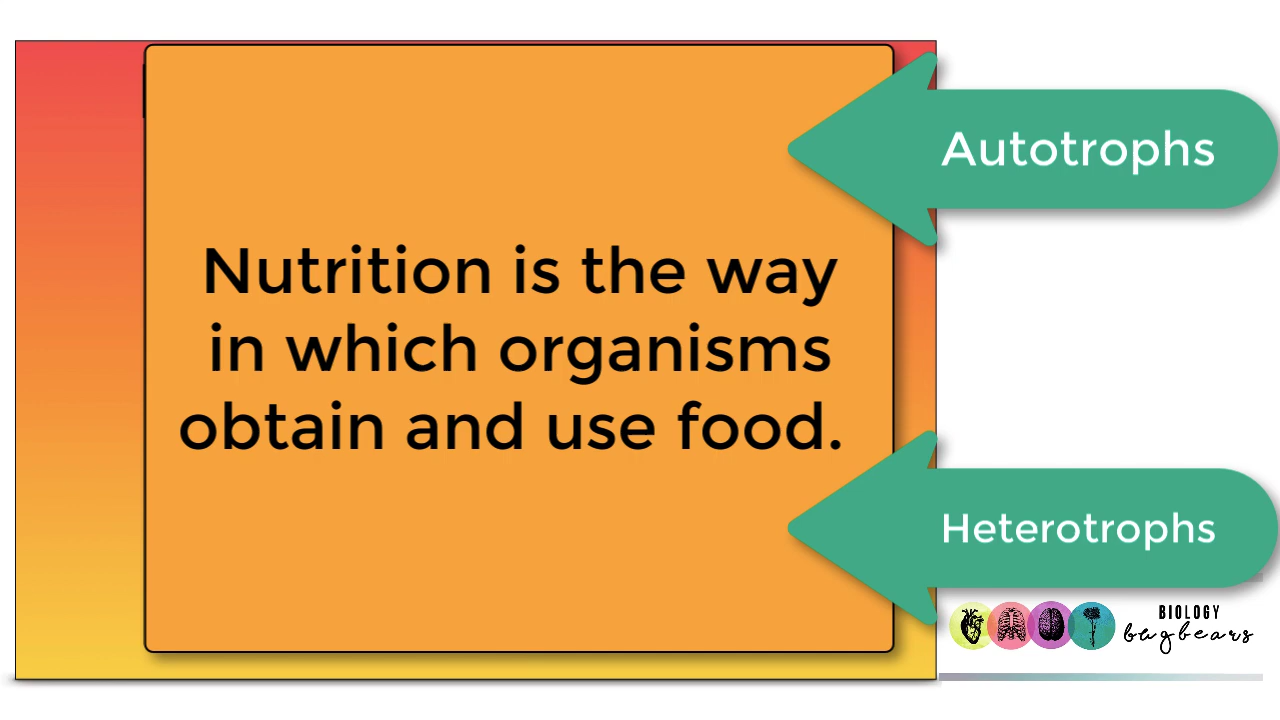 Autotrophs
Nutrition is the way
in which organisms
obtain and use food.
Heterotrophs
BIOLOGY
bugbears